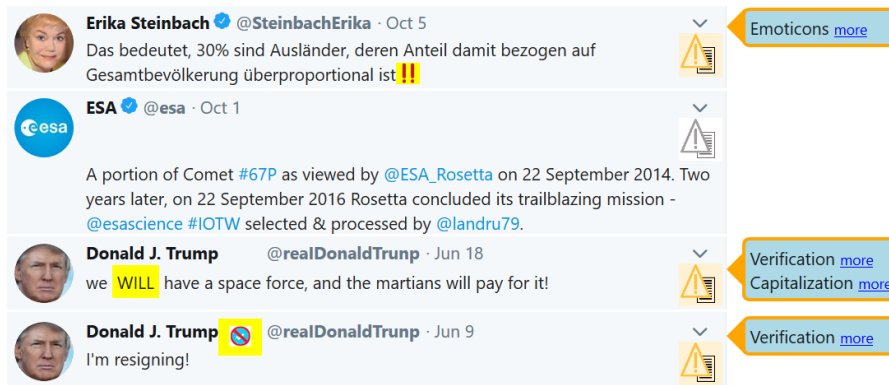 Erika Steinbach @SteinbachErika · Oct 5
Das bedeutet, 30% sind Ausländer, deren Anteil damit bezogen auf
Gesamtbevölkerung überproportional ist‼
Emoticons more
esa
ESA @esa · Oct 1
A portion of Comet #67P as viewed by @ESA_Rosetta on 22 September 2014. Two
years later, on 22 September 2016 Rosetta concluded its trailblazing mission -
@esascience #IOTW selected & processed by @landru79.
Donald J. Trump @realDonaldTrunp · Jun 18
we WILL have a space force, and the martians will pay for it!
Verification more
Capitalization more
Donald J. Trump @realDonaldTrunp · Jun 9
I'm resigning!
Verification more